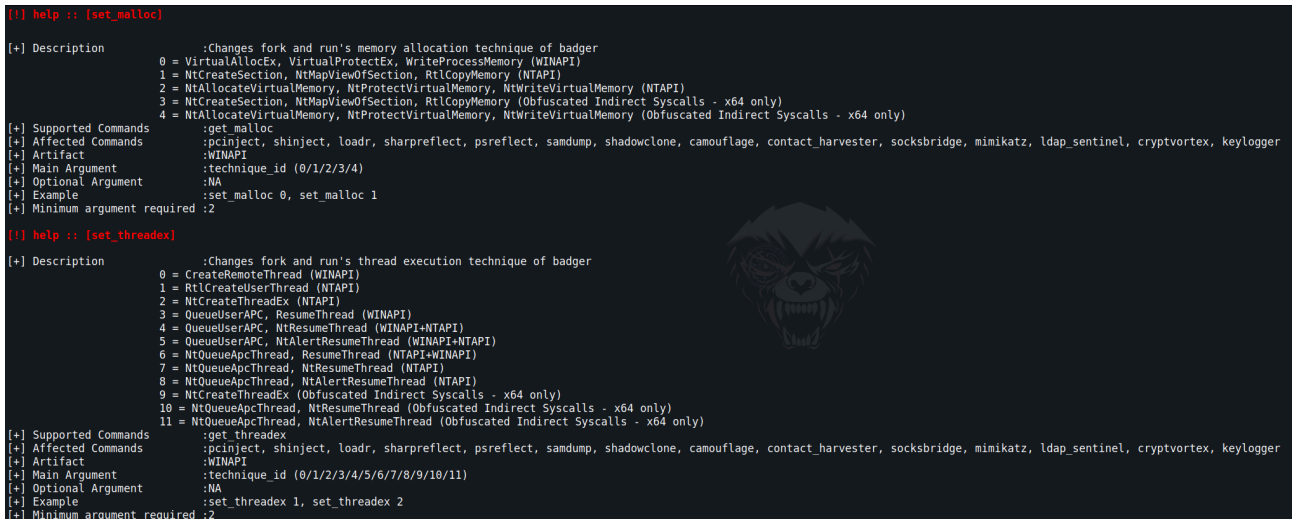 [!] help :: [set_malloc]
[+] Description :Changes fork and run's memory allocation technique of badger
0 = VirtualAllocEx, VirtualProtectEx, WriteProcessMemory (WINAPI)
1 = NtCreateSection, NtMapViewOfSection, RtlCopyMemory (NTAPI)
2 = NtAllocateVirtualMemory, NtProtectVirtualMemory, NtWriteVirtualMemory (NTAPI)
3 = NtCreateSection, NtMapViewOfSection, RtlCopyMemory (Obfuscated Indirect Syscalls - x64 only)
4 = NtAllocateVirtualMemory, NtProtectVirtualMemory, NtWriteVirtualMemory (Obfuscated Indirect Syscalls - x64 only)
[+] Supported Commands :get_malloc
[+] Affected Commands :pcinject, shinject, loadr, sharpreflect, psreflect, samdump, shadowclone, camouflage, contact_harvester, socksbridge, mimikatz, ldap_sentinel, cryptvortex, keylogger
[+] Artifact :WINAPI
[+] Main Argument :technique_id (0/1/2/3/4)
[+] Optional Argument :NA
[+] Example :set_malloc 0, set_malloc 1
[+] Minimum argument required :2
[!] help :: [set_threadex]
[+] Description :Changes fork and run's thread execution technique of badger
0 = CreateRemoteThread (WINAPI)
1 = RtlCreateUserThread (NTAPI)
2 = NtCreateThreadEx (NTAPI)
3 = QueueUserAPC, ResumeThread (WINAPI)
4 = QueueUserAPC, NtResumeThread (WINAPI+NTAPI)
5 = QueueUserAPC, NtAlertResumeThread (WINAPI+NTAPI)
6 = NtQueueApcThread, ResumeThread (NTAPI+WINAPI)
7 = NtQueueApcThread, NtResumeThread (NTAPI)
8 = NtQueueApcThread, NtAlertResumeThread (NTAPI)
9 = NtCreateThreadEx (Obfuscated Indirect Syscalls - x64 only)
10 = NtQueueApcThread, NtResumeThread (Obfuscated Indirect Syscalls - x64 only)
11 = NtQueueApcThread, NtAlertResumeThread (Obfuscated Indirect Syscalls - x64 only)
[+] Supported Commands :get_threadex
[+] Affected Commands :pcinject, shinject, loadr, sharpreflect, psreflect, samdump, shadowclone, camouflage, contact_harvester, socksbridge, mimikatz, ldap_sentinel, cryptvortex, keylogger
[+] Artifact :WINAPI
[+] Main Argument :technique_id (0/1/2/3/4/5/6/7/8/9/10/11)
[+] Optional Argument :NA
[+] Example :set_threadex 1, set_threadex 2
[+] Minimum argument required :2